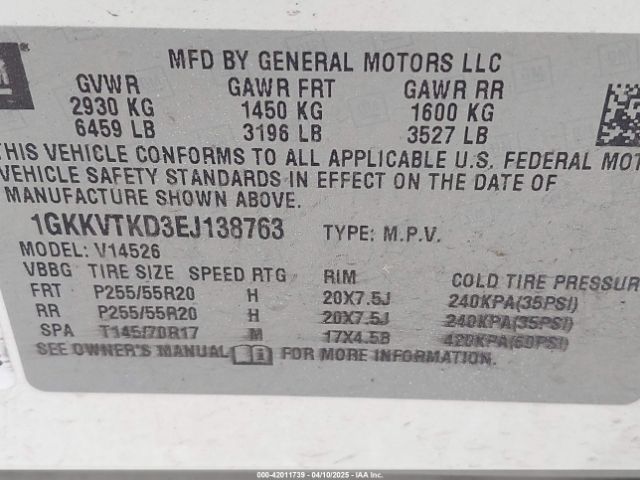 MFD BY GENERAL MOTORS LLC
GVWR GAWR FRT GAWR RR
2930 KG 1450 KG 1600 KG
6459 LB 3196 LB 3527 LB
THIS VEHICLE CONFORMS TO ALL APPLICABLE U.S. FEDERAL MOT
VEHICLE SAFETY STANDARDS IN EFFECT ON THE DATE OF
MANUFACTURE SHOWN ABOVE.
1GKKVTKD3EJ138763 TYPE: M.P.V.
MODEL: V14526
VBBG TIRE SIZE SPEED RTG RIM COLD TIRE PRESSUR
FRT P255/55R20 H 20X7.5J 240KPA(35PSI)
RR P255/55R20 H 20X7.5J 240KPA(35PSI)
SPA T145/70R17 M 17X4.5B 420KPA(60PSI)
SEE OWNER'S MANUAL FOR MORE INFORMATION.
000-42011739 - 04/10/2025 - Copyright IAAI, Inc.